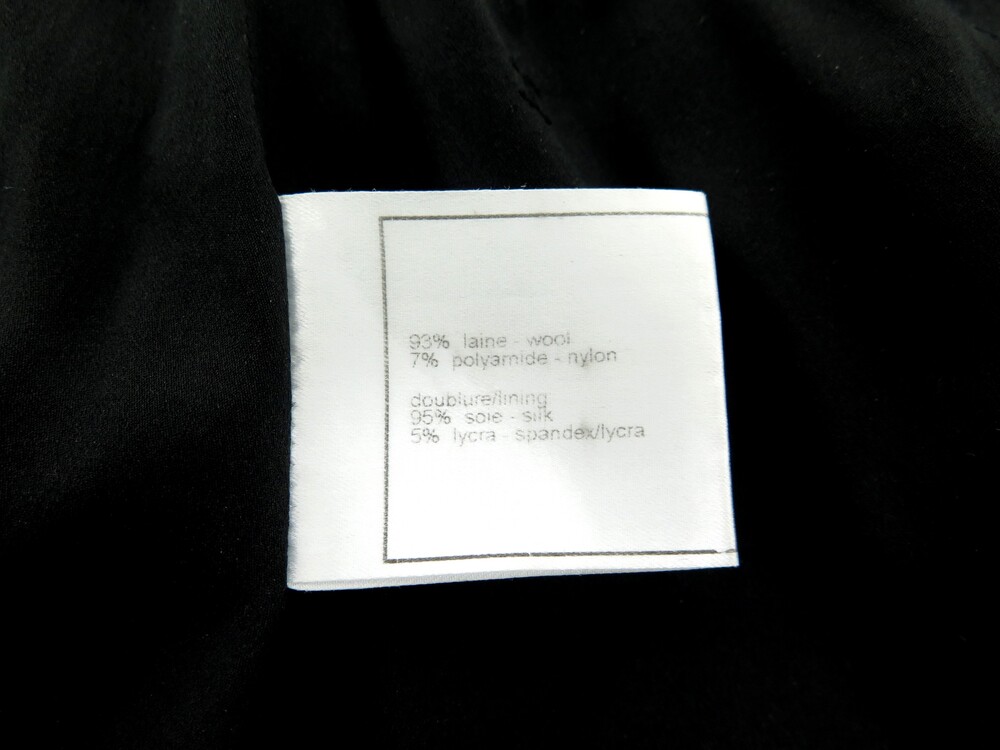 93% laine - wool
7% polyamide - nylon
doublure/lining
95% soie - silk
5% lycra - spandex/lycra